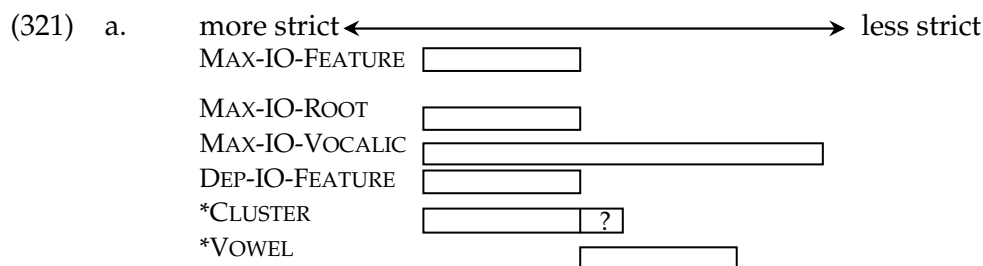 (321) a. more strict ⟷ less strict
MAX-IO-FEATURE
MAX-IO-ROOT
MAX-IO-VOCALIC
DEP-IO-FEATURE
*CLUSTER ?
*VOWEL